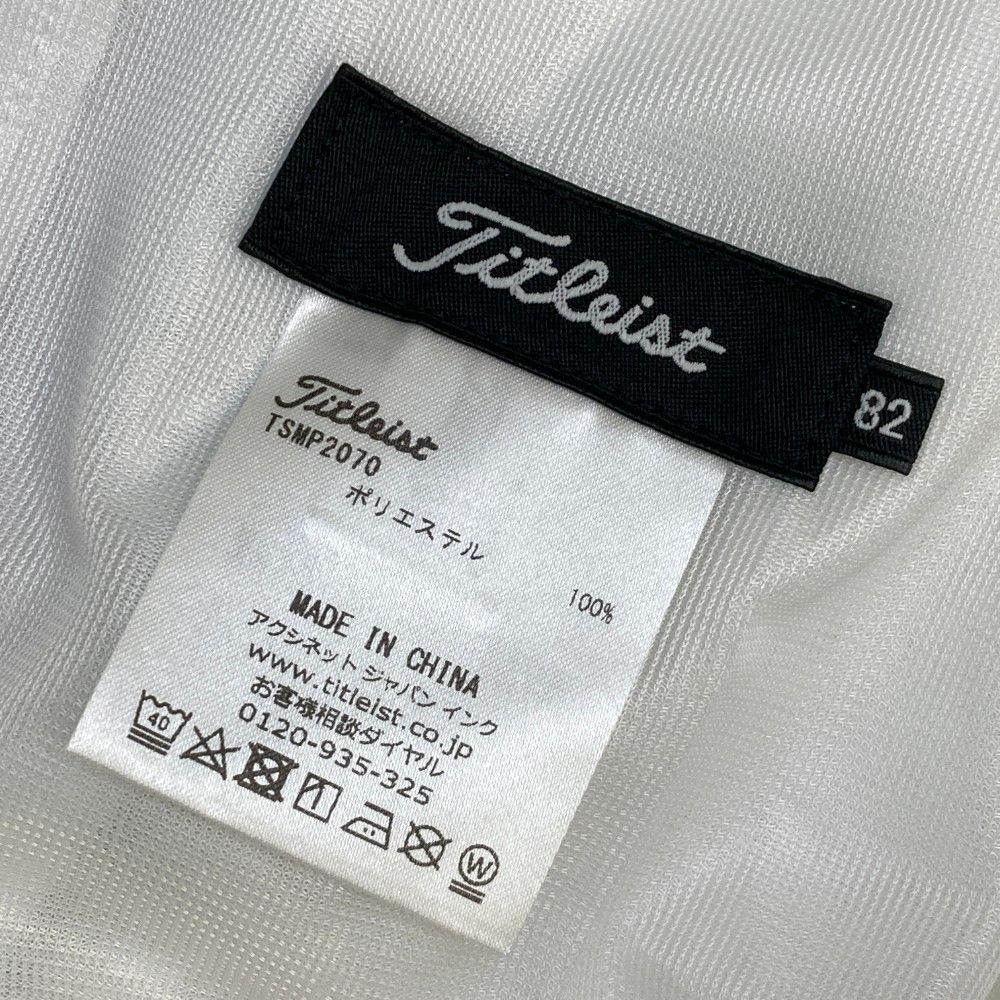 Titleist
82
Titleist
TSMP2070
ポリエステル
100%
MADE IN CHINA
アクシネット ジャパン インク
www.titleist.co.jp
お客様相談ダイヤル
0120-935-325
40
W